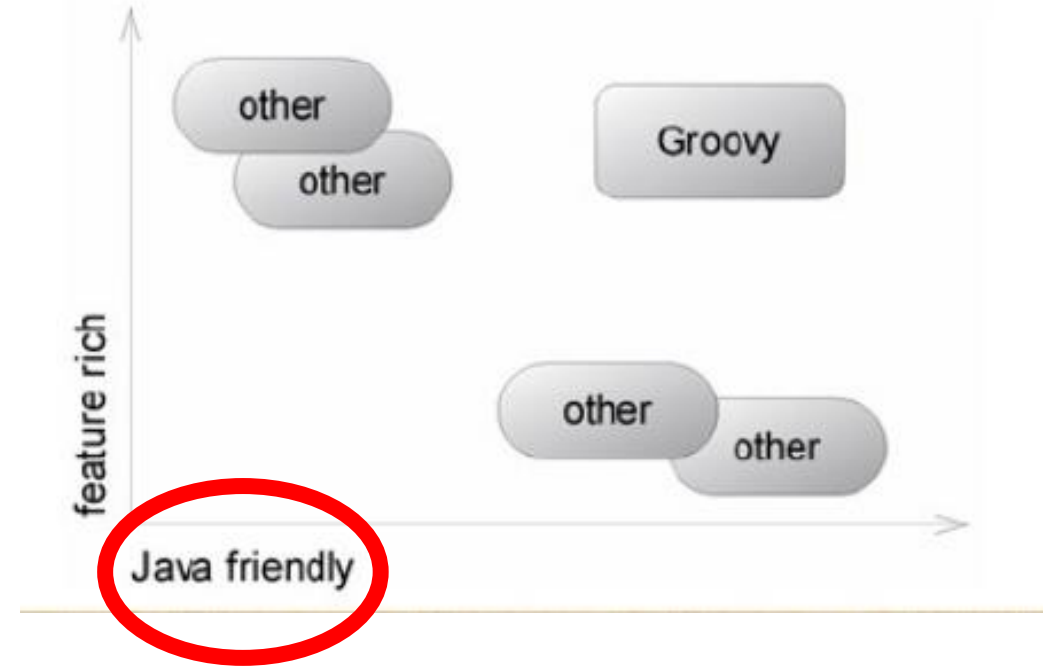 other
other
Groovy
feature rich
other
other
Java friendly